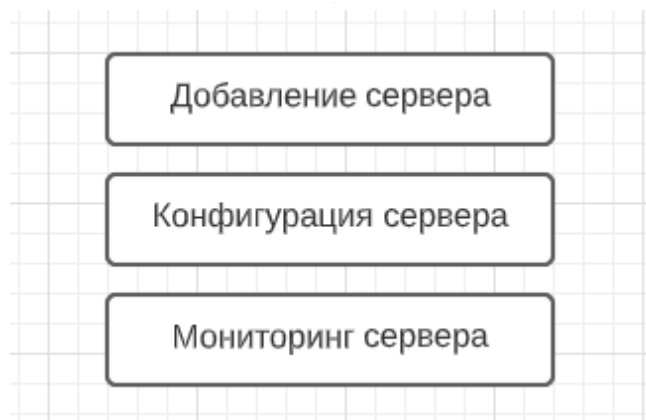 Добавление сервера
Конфигурация сервера
Мониторинг сервера